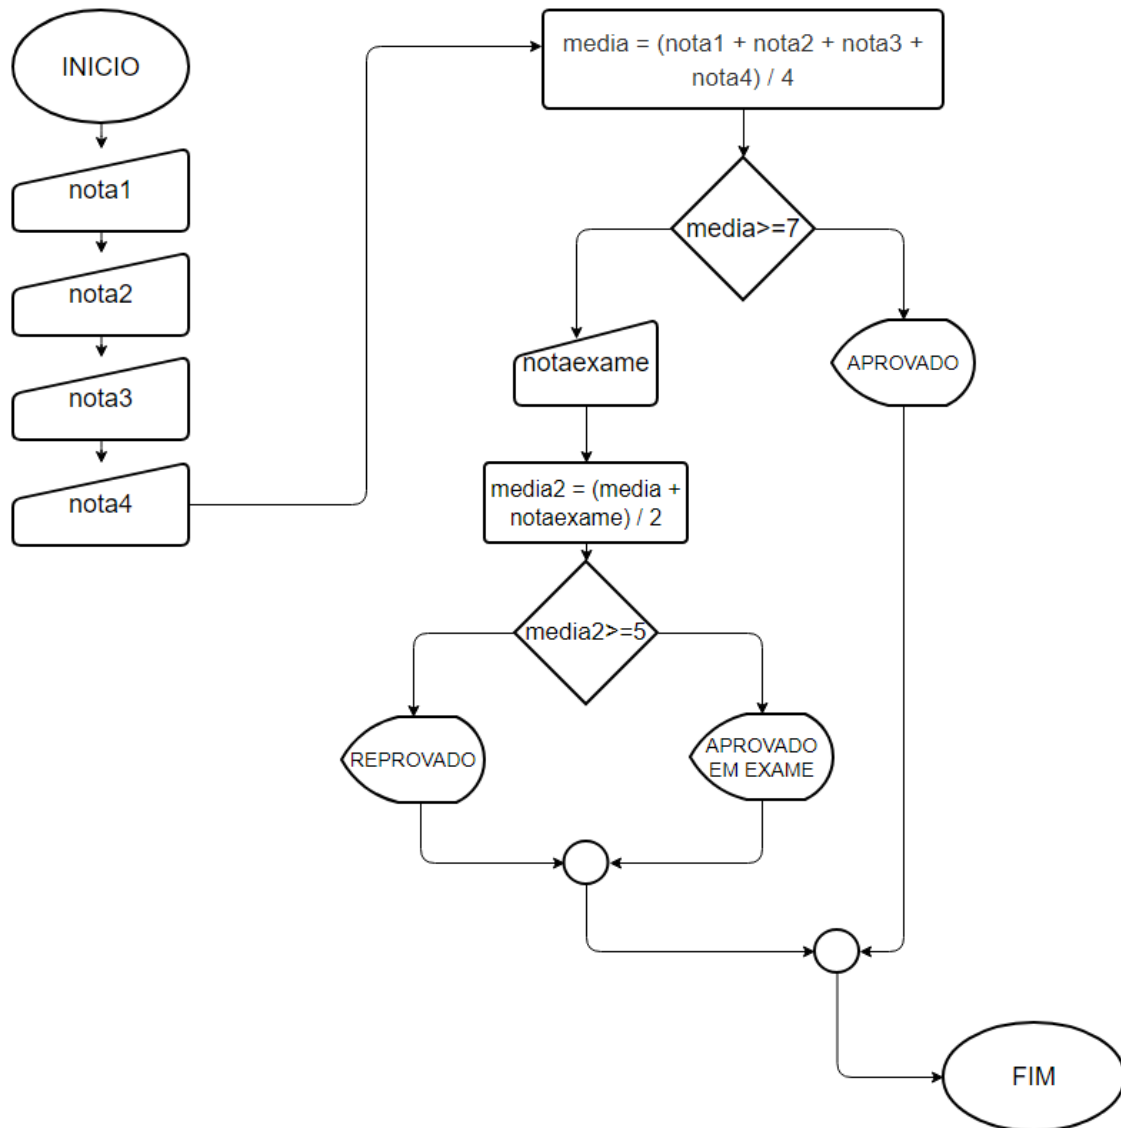 INICIO
nota1
nota2
nota3
nota4
media = (nota1 + nota2 + nota3 +
nota4) / 4
media>=7
notaexame
APROVADO
media2 = (media +
notaexame) / 2
media2>=5
REPROVADO
APROVADO
EM EXAME
FIM